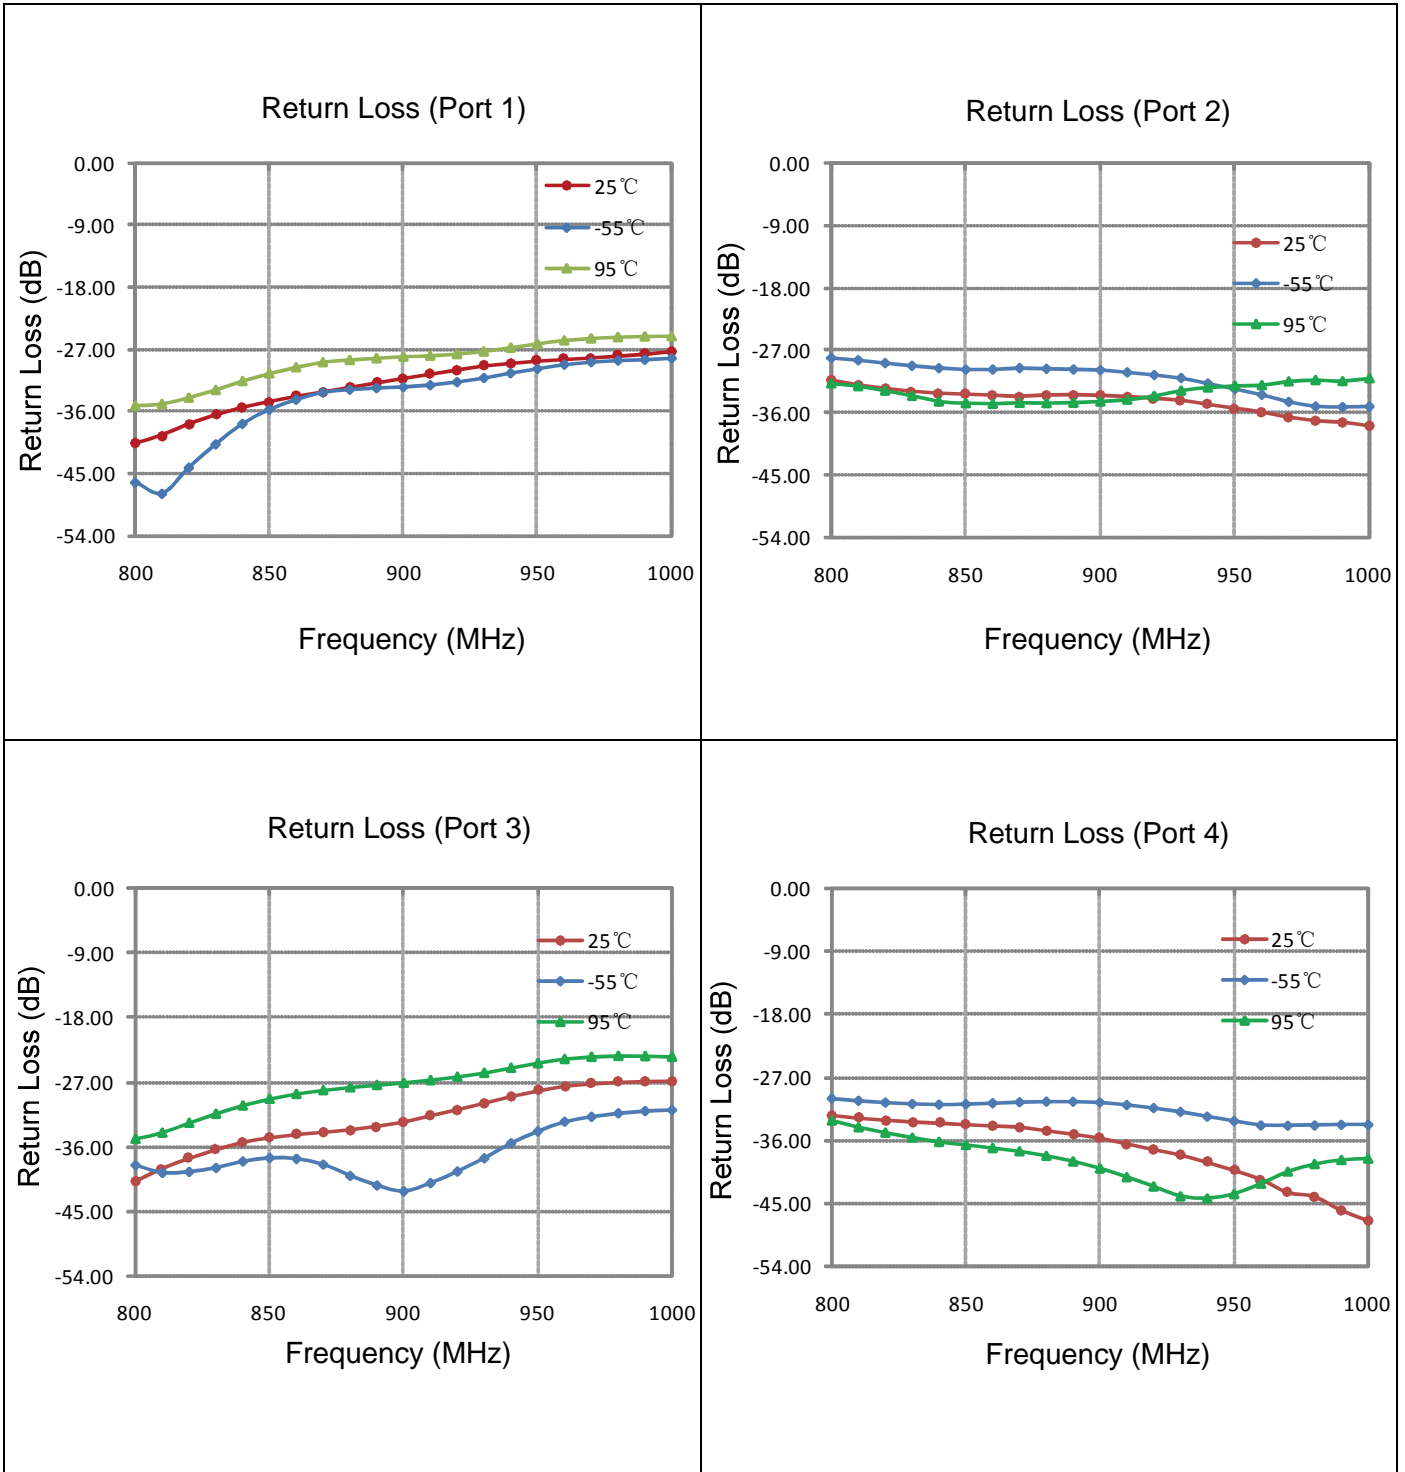 Return Loss (Port 1)
Return Loss (dB)
0.00
-9.00
-18.00
-27.00
-36.00
-45.00
-54.00
25℃
-55℃
95℃
800 850 900 950 1000
Frequency (MHz)
Return Loss (Port 2)
Return Loss (dB)
0.00
-9.00
-18.00
-27.00
-36.00
-45.00
-54.00
25℃
-55℃
95℃
800 850 900 950 1000
Frequency (MHz)
Return Loss (Port 3)
Return Loss (dB)
0.00
-9.00
-18.00
-27.00
-36.00
-45.00
-54.00
25℃
-55℃
95℃
800 850 900 950 1000
Frequency (MHz)
Return Loss (Port 4)
Return Loss (dB)
0.00
-9.00
-18.00
-27.00
-36.00
-45.00
-54.00
25℃
-55℃
95℃
800 850 900 950 1000
Frequency (MHz)